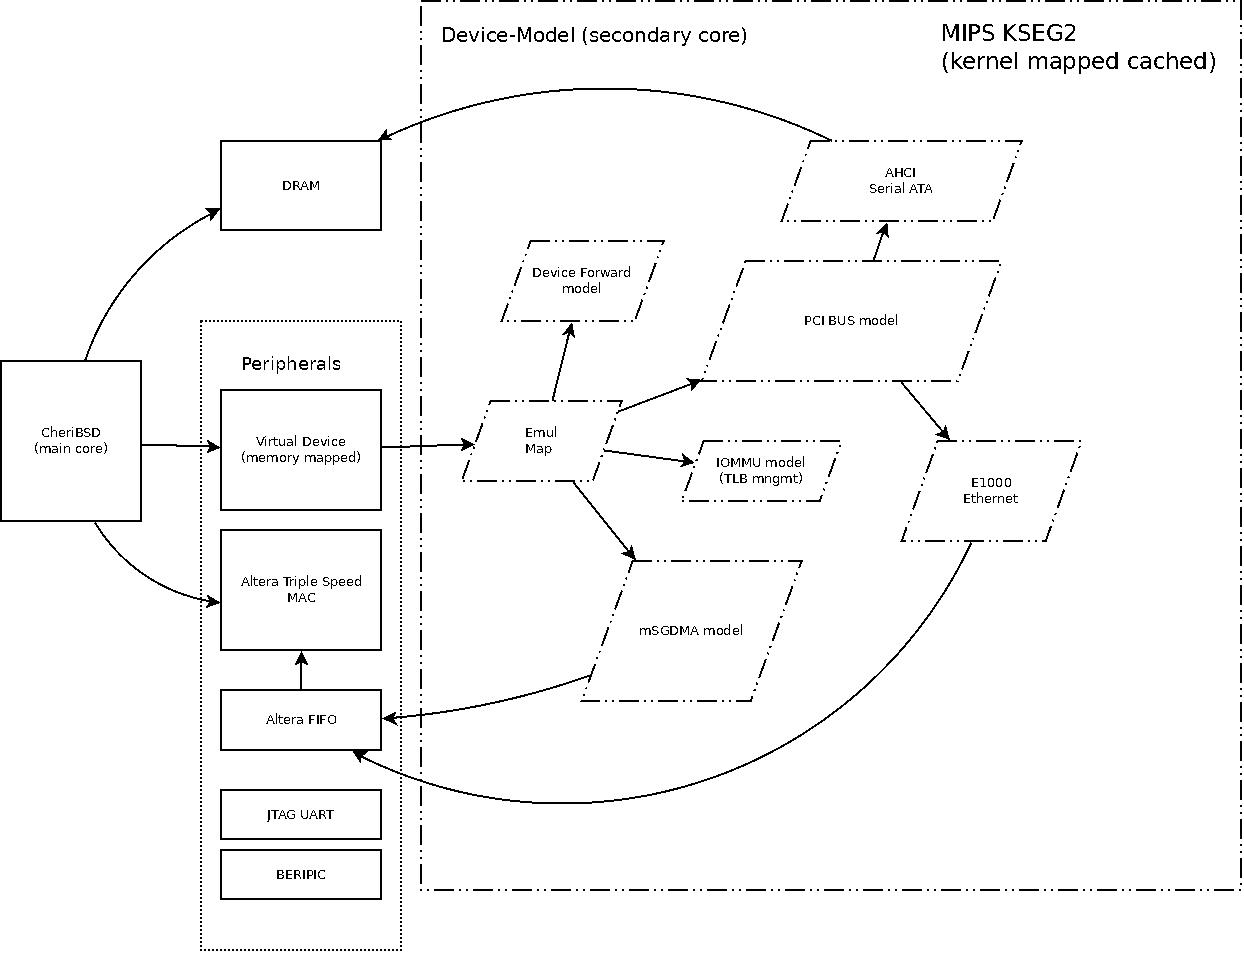 Device-Model (secondary core)
MIPS KSEG2
(kernel mapped cached)
DRAM
AHCI
Serial ATA
Device Forward
model
PCI BUS model
Peripherals
CheriBSD
(main core)
Virtual Device
(memory mapped)
Emul
Map
IOMMU model
(TLB mngmt)
E1000
Ethernet
Altera Triple Speed
MAC
mSGDMA model
Altera FIFO
JTAG UART
BERIPIC